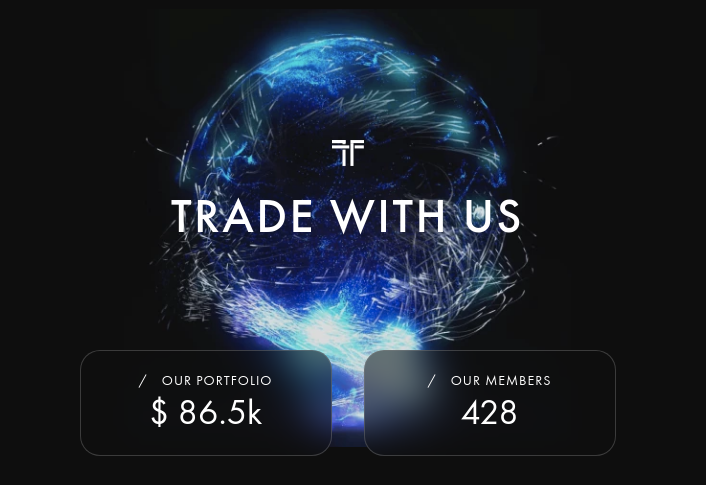 TRADE WITH US
/ OUR PORTFOLIO
$ 86.5k
/ OUR MEMBERS
428